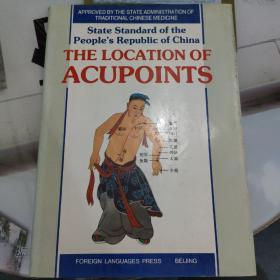 APPROVED BY THE STATE ADMINISTRATION OF
TRADITIONAL CHINESE MEDICINE
State Standard of the
People's Republic of China
THE LOCATION OF
ACUPOINTS
FOREIGN LANGUAGES PRESS BEIJING